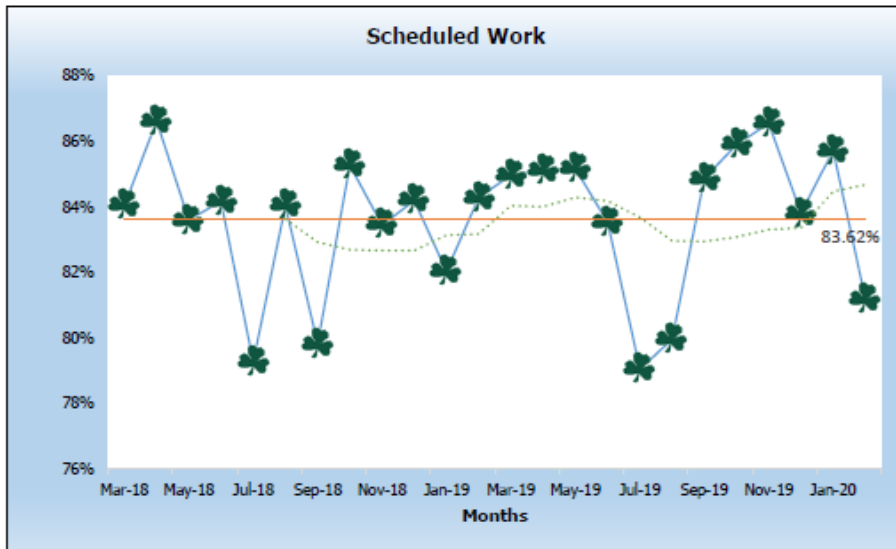 Scheduled Work
88%
86%
84%
82%
80%
78%
76%
83.62%
Mar-18 May-18 Jul-18 Sep-18 Nov-18 Jan-19 Mar-19 May-19 Jul-19 Sep-19 Nov-19 Jan-20
Months